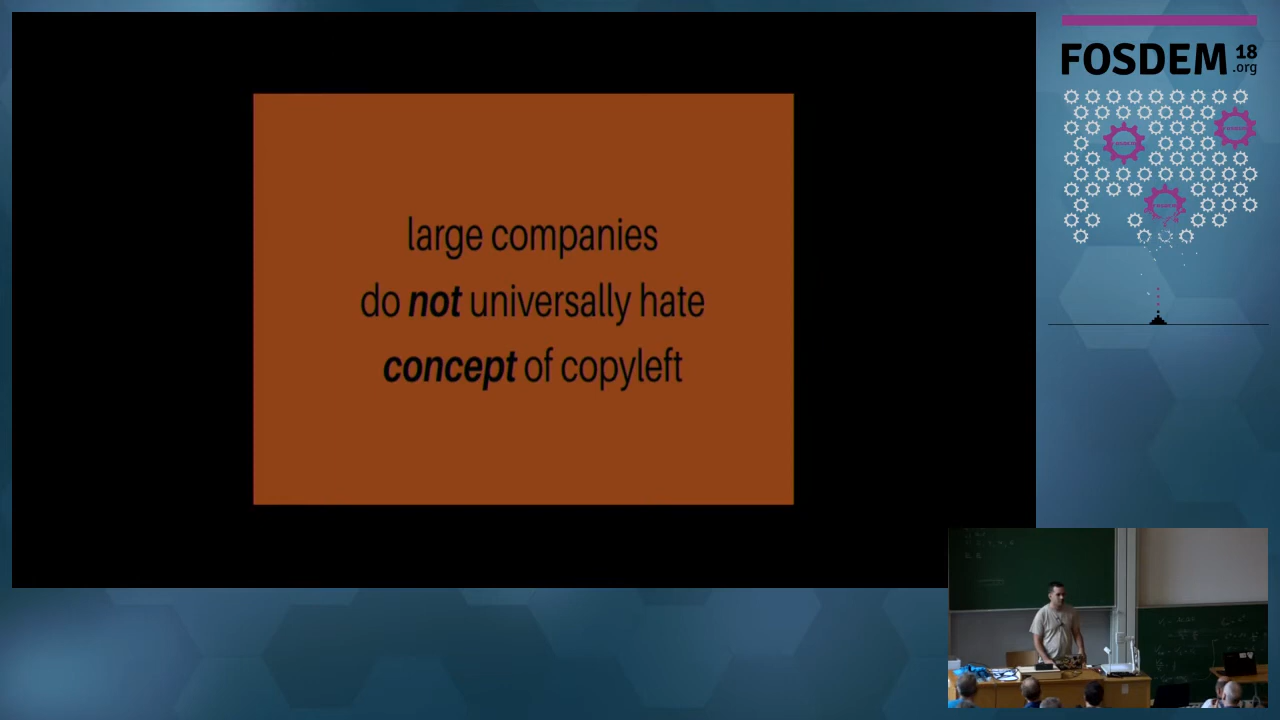 large companies
do not universally hate
concept of copyleft
FOSDEM 18
.org